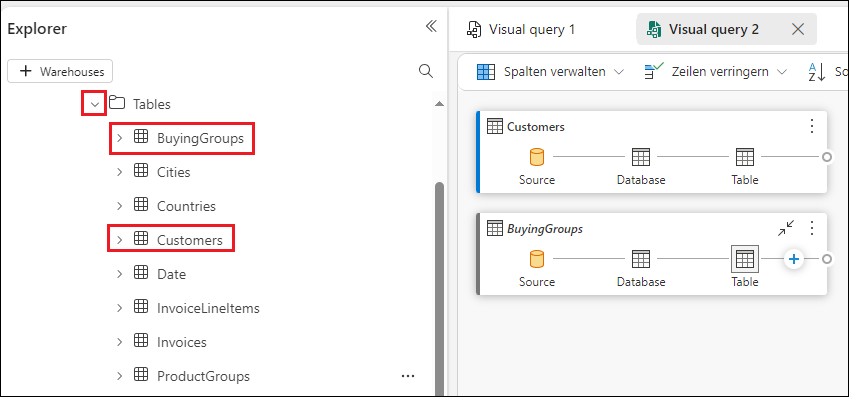 Explorer
+ Warehouses
Tables
BuyingGroups
Cities
Countries
Customers
Date
InvoiceLineItems
Invoices
ProductGroups
Visual query 1
Visual query 2
Spalten verwalten
Zeilen verringern
Customers
Source
Database
Table
BuyingGroups
Source
Database
Table